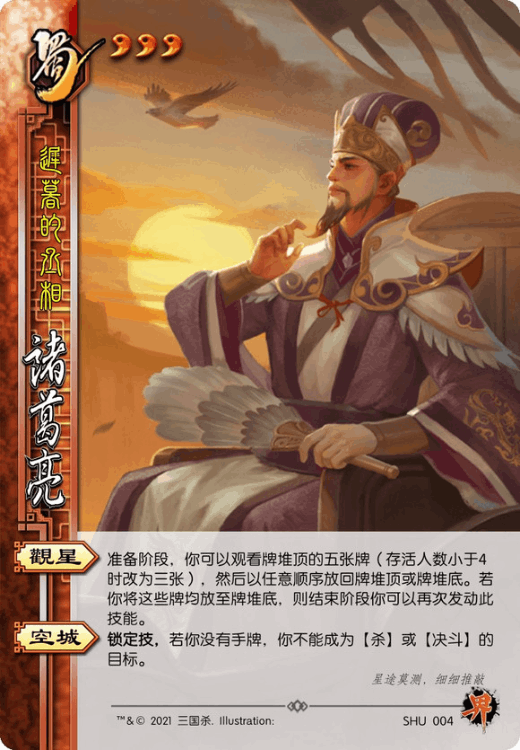 蜀
遲暮的丞相
諸葛亮
觀星
准备阶段，你可以观看牌堆顶的五张牌（存活人数小于4
时改为三张），然后以任意顺序放回牌堆顶或牌堆底。若
你将这些牌均放至牌堆底，则结束阶段你可以再次发动此
技能。
空城
锁定技，若你没有手牌，你不能成为【杀】或【决斗】的
目标。
星途莫测，细细推敲
界
™&© 2021 三国杀. Illustration:
SHU 004